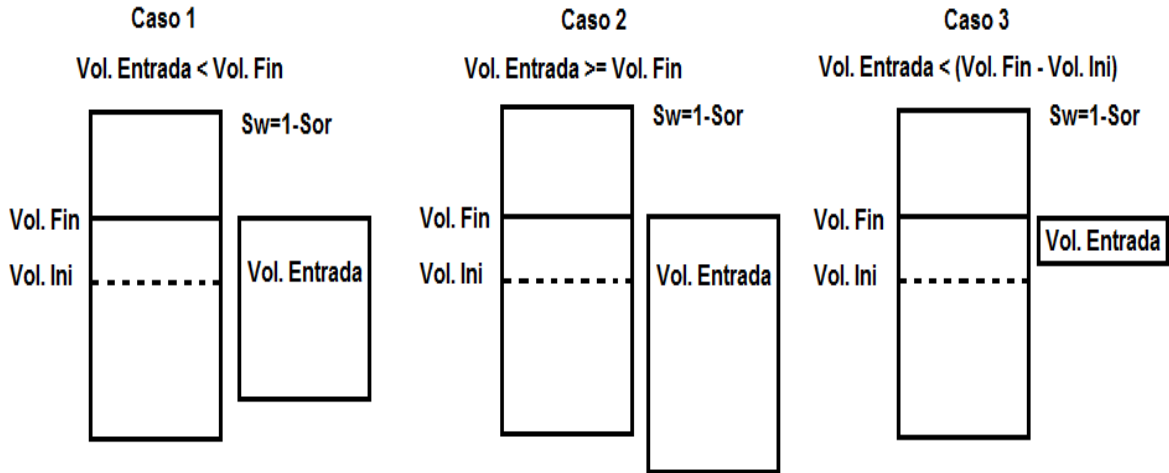 Caso 1
Vol. Entrada < Vol. Fin
Sw=1-Sor
Vol. Fin
Vol. Ini
Vol. Entrada
Caso 2
Vol. Entrada >= Vol. Fin
Sw=1-Sor
Vol. Fin
Vol. Ini
Vol. Entrada
Caso 3
Vol. Entrada < (Vol. Fin - Vol. Ini)
Sw=1-Sor
Vol. Fin
Vol. Entrada
Vol. Ini